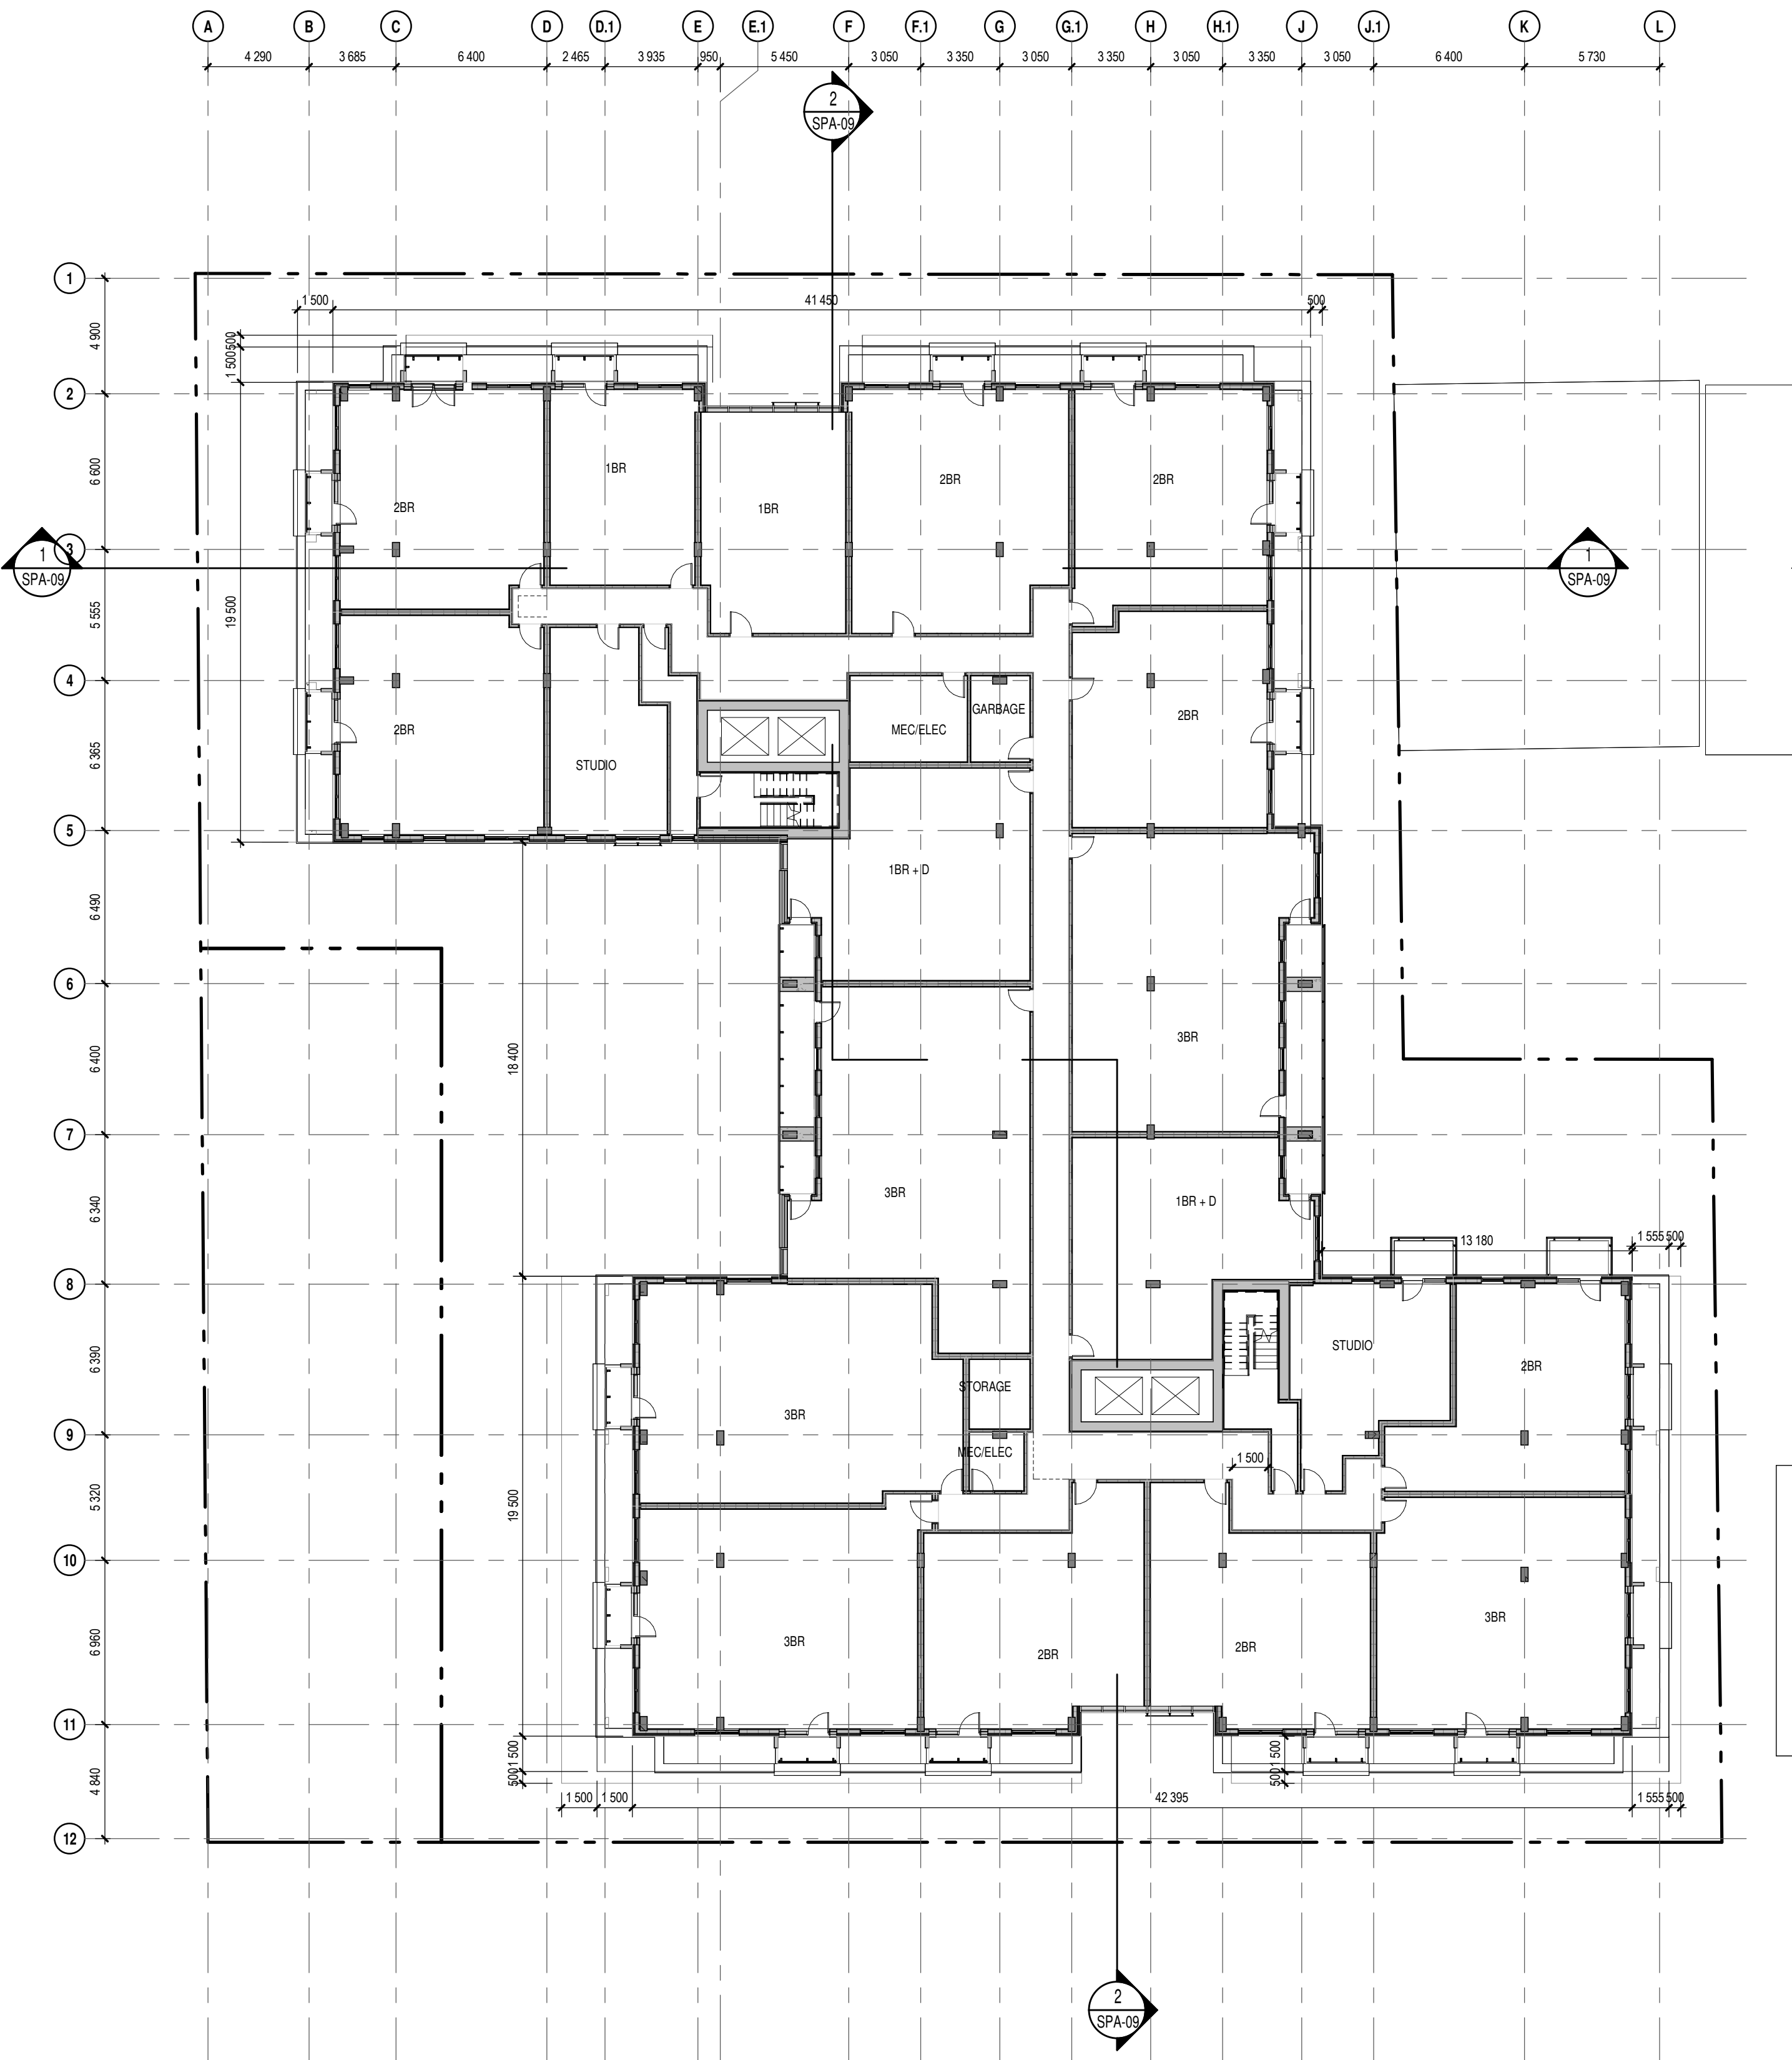 A B C D D.1 E E.1 F F.1 G G.1 H H.1 J J.1 K L
4 290 3 685 6 400 2 465 3 935 950 5 450 3 050 3 350 3 050 3 350 3 050 3 350 3 050 6 400 5 730
2
SPA-09
1
4 900
1 500 41 450 500
500
1 500
2
6 600
1BR
2BR 2BR
2BR 1BR
3
1
SPA-09
1
SPA-09
5 555
19 500
4
GARBAGE
2BR
2BR MEC/ELEC
6 365
STUDIO
5
1BR + D
6 490
6
3BR
6 400
18 400
7
3BR
1BR + D
6 340
13 180 1 555 500
8
STUDIO
6 390
2BR
STORAGE
3BR
9
MEC/ELEC
1 500
5 320
19 500
10
3BR
6 960
3BR
2BR
2BR
11
1 500
500
1 500
500
4 840
1 500 1 500 42 395 1 555 500
12
2
SPA-09